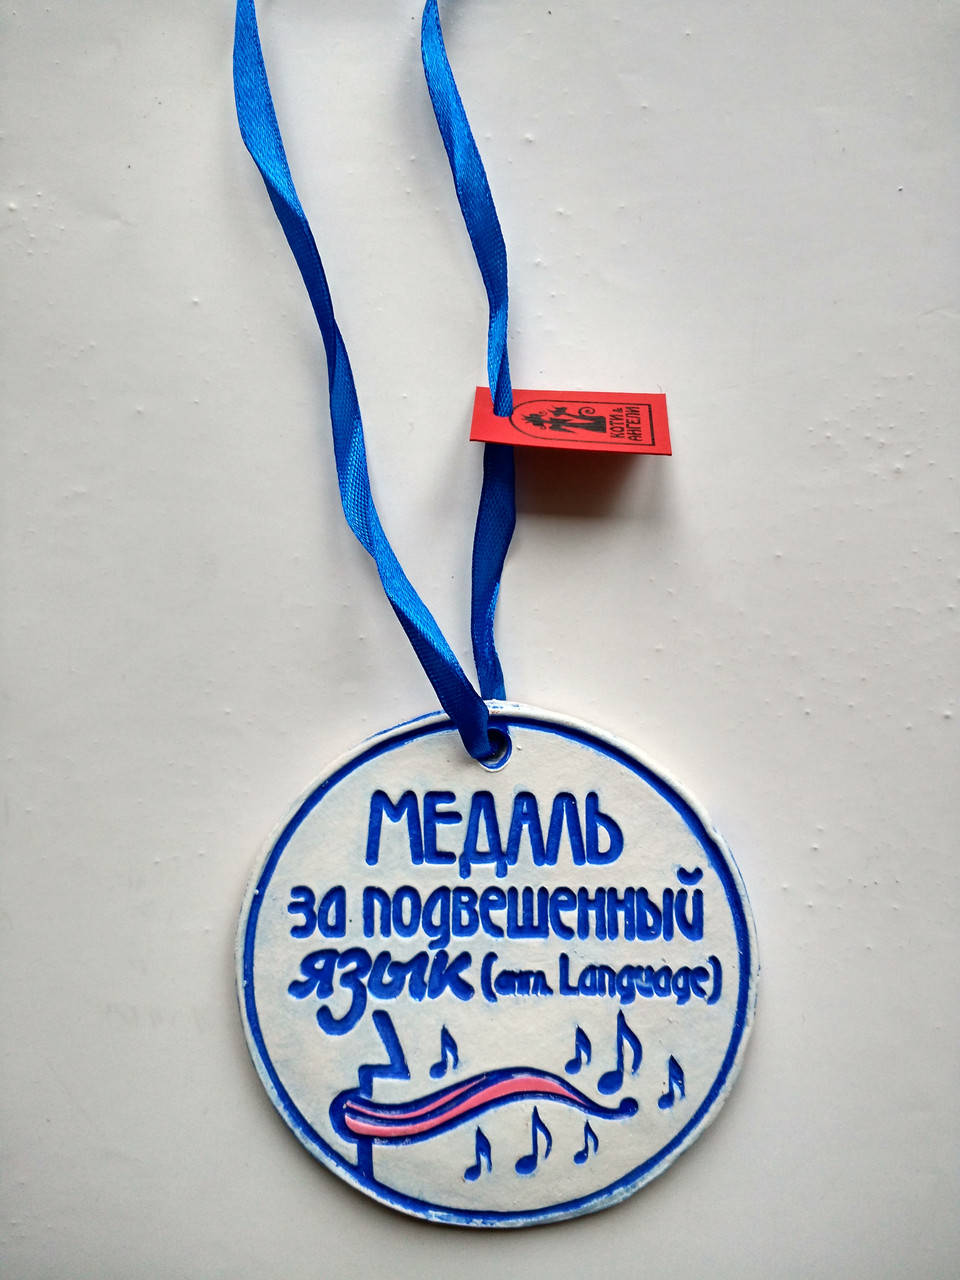 КОТИ &
АНГЕЛИ
МЕДАЛЬ
за подвешенный
язык (англ. Language)